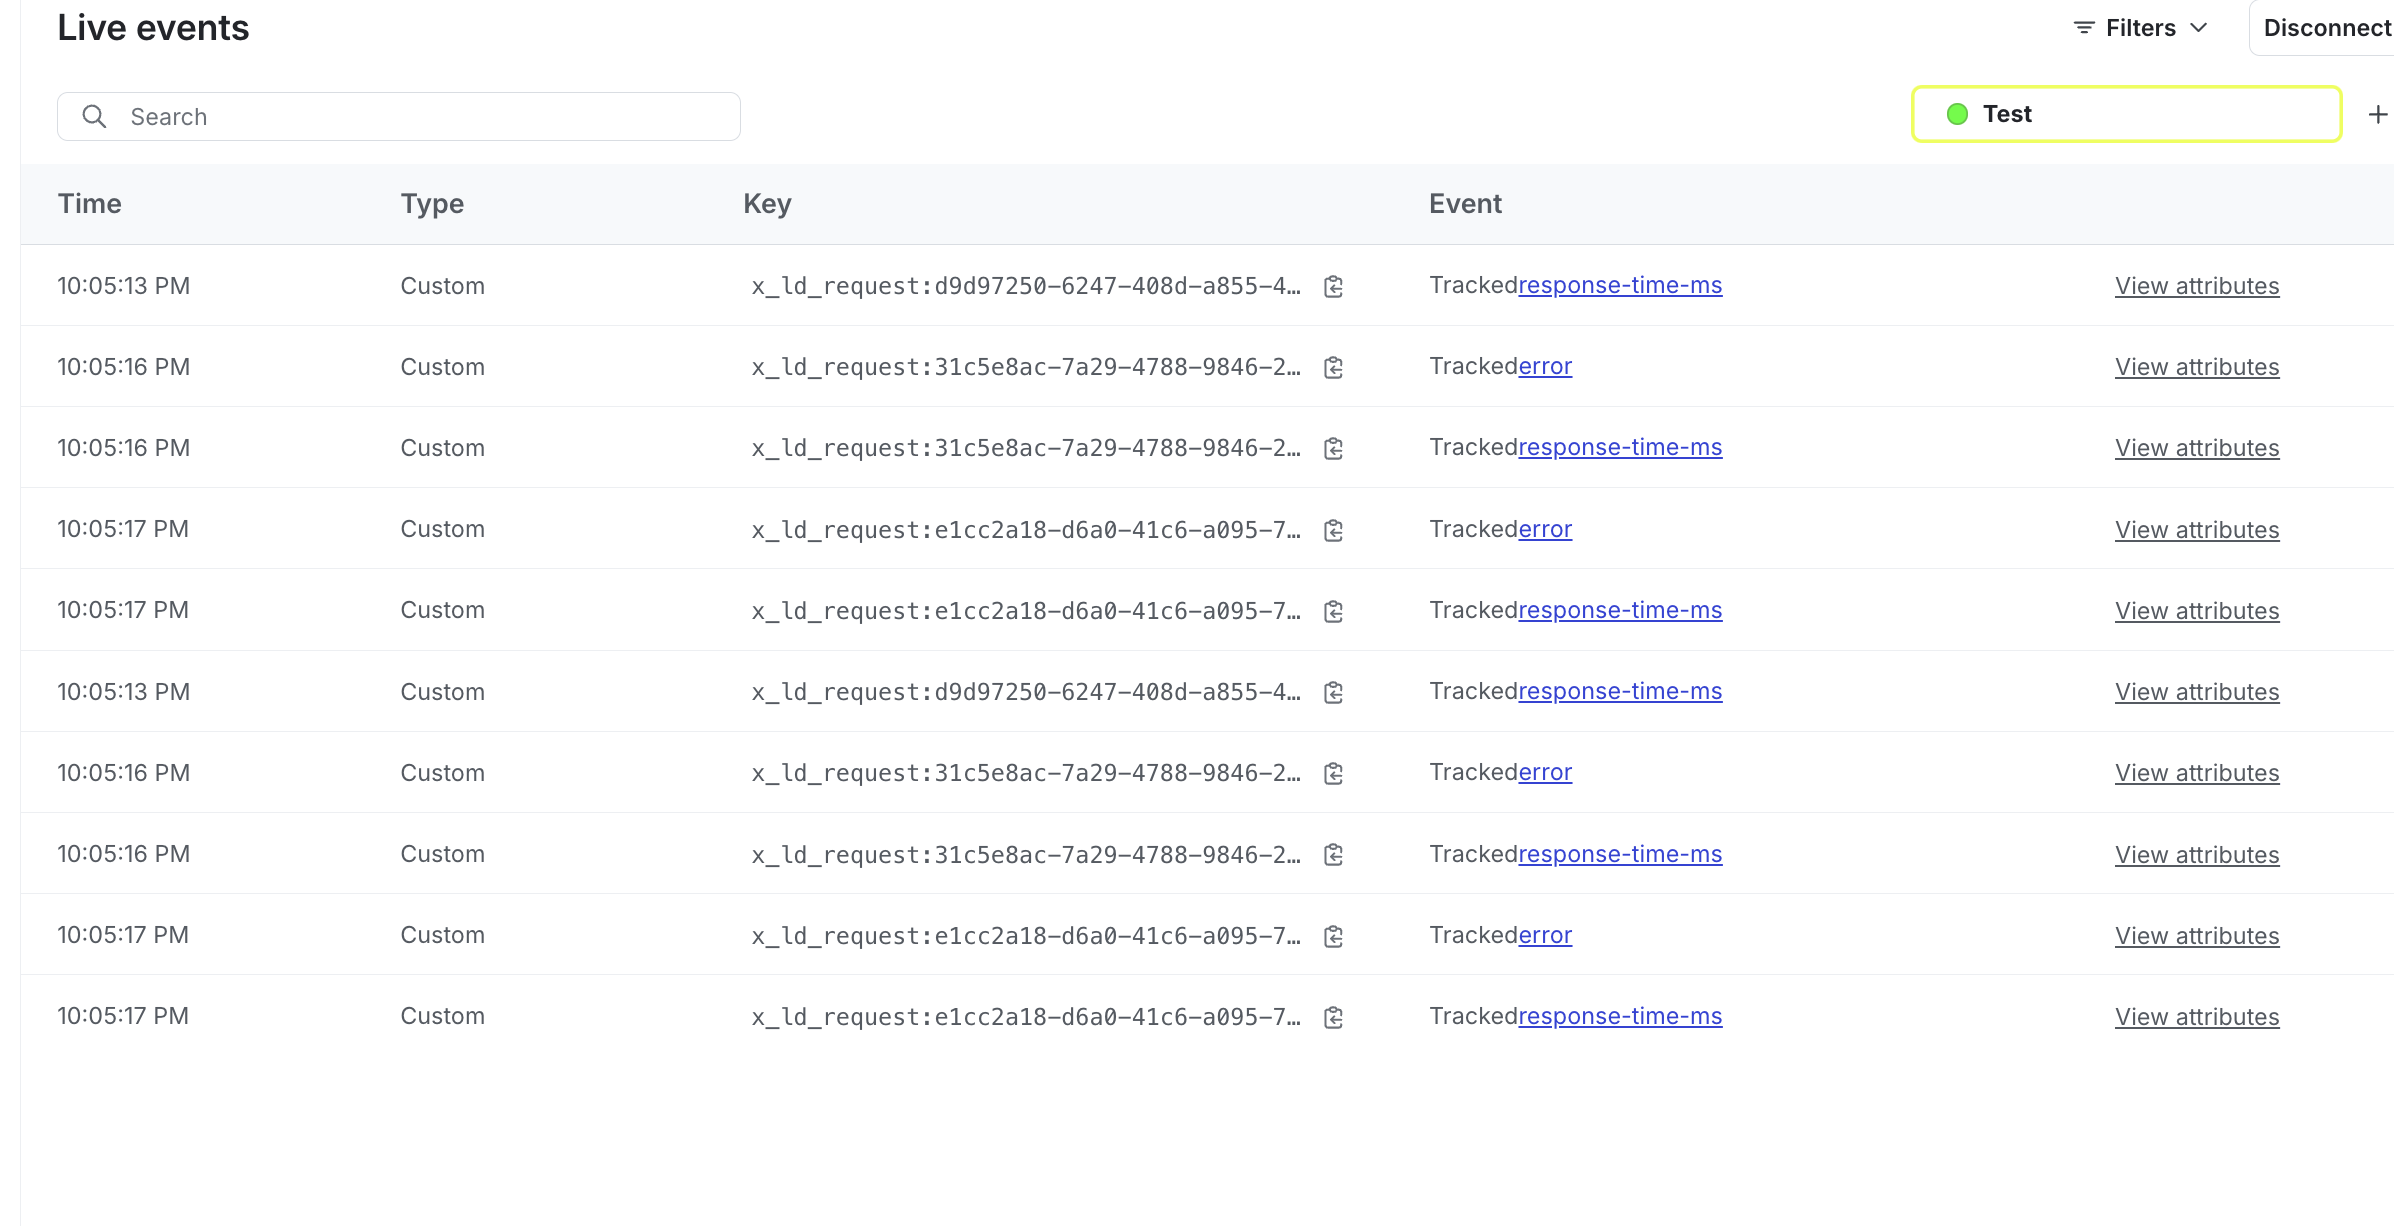 Live events
Filters
Disconnect
Search
Test
Time Type Key Event
10:05:13 PM Custom x_ld_request:d9d97250-6247-408d-a855-4… Trackedresponse-time-ms View attributes
10:05:16 PM Custom x_ld_request:31c5e8ac-7a29-4788-9846-2… Trackederror View attributes
10:05:16 PM Custom x_ld_request:31c5e8ac-7a29-4788-9846-2… Trackedresponse-time-ms View attributes
10:05:17 PM Custom x_ld_request:e1cc2a18-d6a0-41c6-a095-7… Trackederror View attributes
10:05:17 PM Custom x_ld_request:e1cc2a18-d6a0-41c6-a095-7… Trackedresponse-time-ms View attributes
10:05:13 PM Custom x_ld_request:d9d97250-6247-408d-a855-4… Trackedresponse-time-ms View attributes
10:05:16 PM Custom x_ld_request:31c5e8ac-7a29-4788-9846-2… Trackederror View attributes
10:05:16 PM Custom x_ld_request:31c5e8ac-7a29-4788-9846-2… Trackedresponse-time-ms View attributes
10:05:17 PM Custom x_ld_request:e1cc2a18-d6a0-41c6-a095-7… Trackederror View attributes
10:05:17 PM Custom x_ld_request:e1cc2a18-d6a0-41c6-a095-7… Trackedresponse-time-ms View attributes